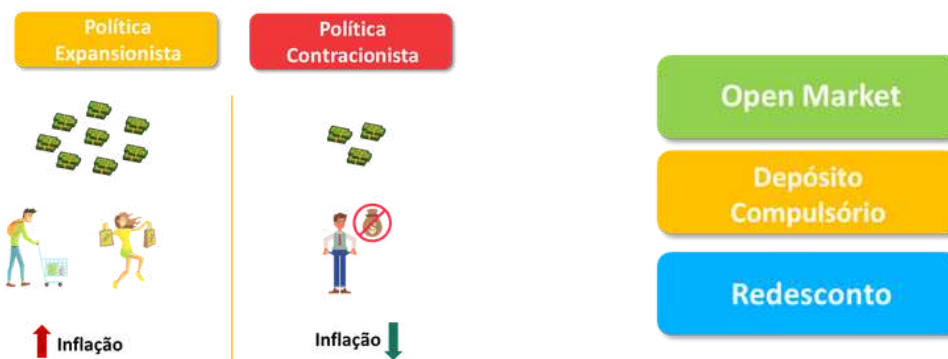 Política
Expansionista
Política
Contracionista
Inflação
Inflação
Open Market
Depósito
Compulsório
Redesconto